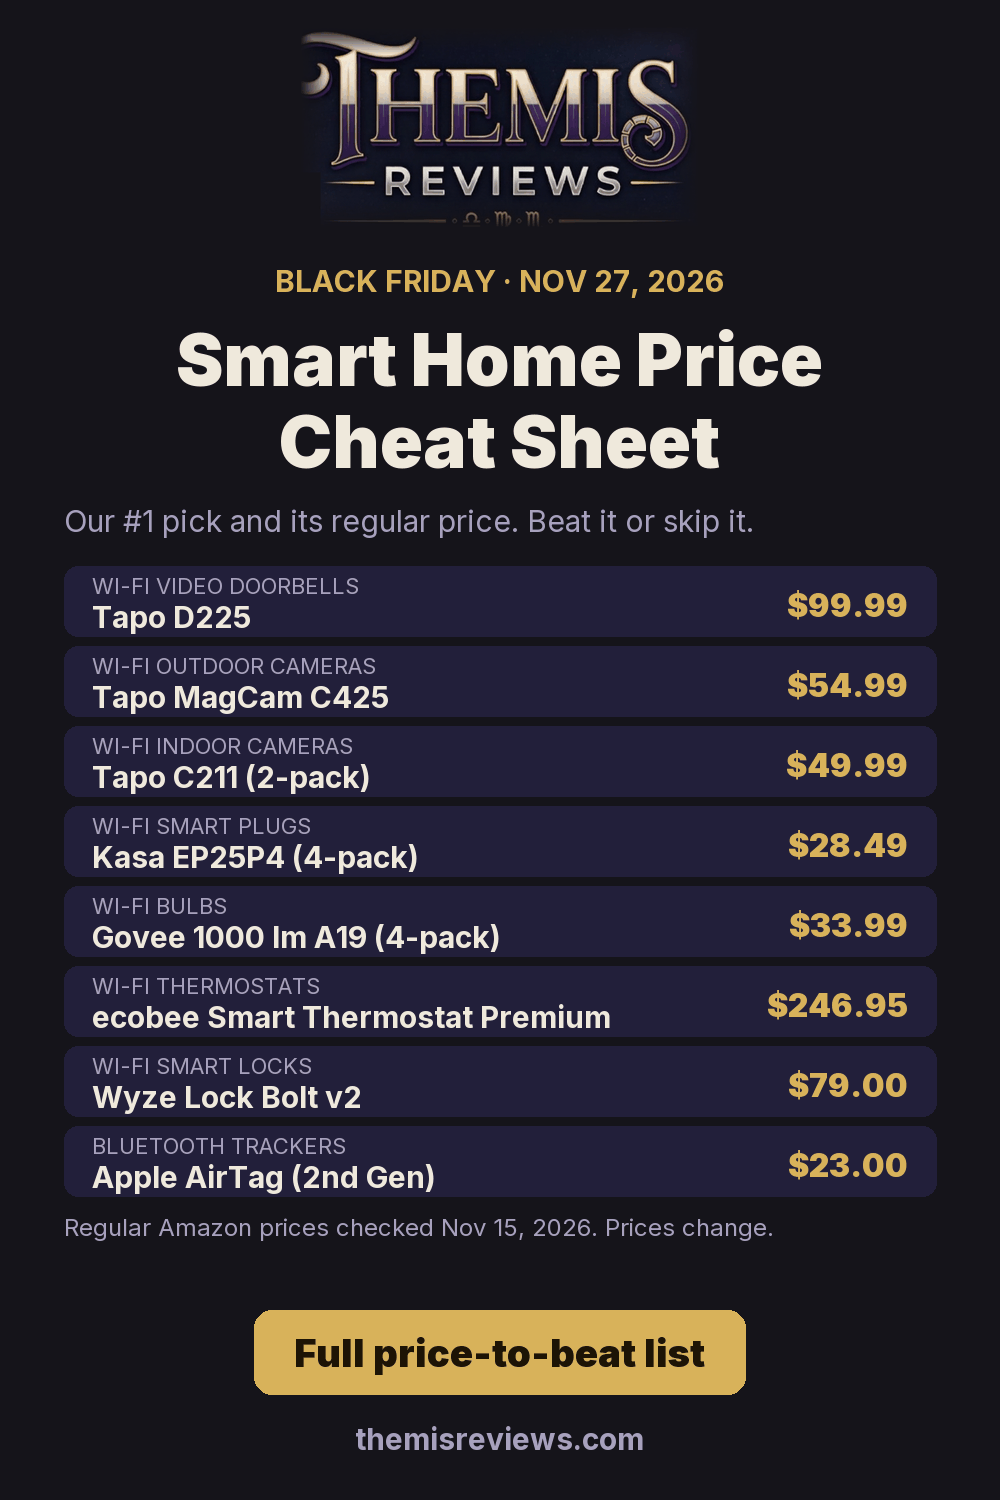 THEMIS
REVIEWS
♎ · ♍ · ♏
BLACK FRIDAY · NOV 27, 2026
Smart Home Price
Cheat Sheet
Our #1 pick and its regular price. Beat it or skip it.
WI-FI VIDEO DOORBELLS
Tapo D225
$99.99
WI-FI OUTDOOR CAMERAS
Tapo MagCam C425
$54.99
WI-FI INDOOR CAMERAS
Tapo C211 (2-pack)
$49.99
WI-FI SMART PLUGS
Kasa EP25P4 (4-pack)
$28.49
WI-FI BULBS
Govee 1000 lm A19 (4-pack)
$33.99
WI-FI THERMOSTATS
ecobee Smart Thermostat Premium
$246.95
WI-FI SMART LOCKS
Wyze Lock Bolt v2
$79.00
BLUETOOTH TRACKERS
Apple AirTag (2nd Gen)
$23.00
Regular Amazon prices checked Nov 15, 2026. Prices change.
Full price-to-beat list
themisreviews.com